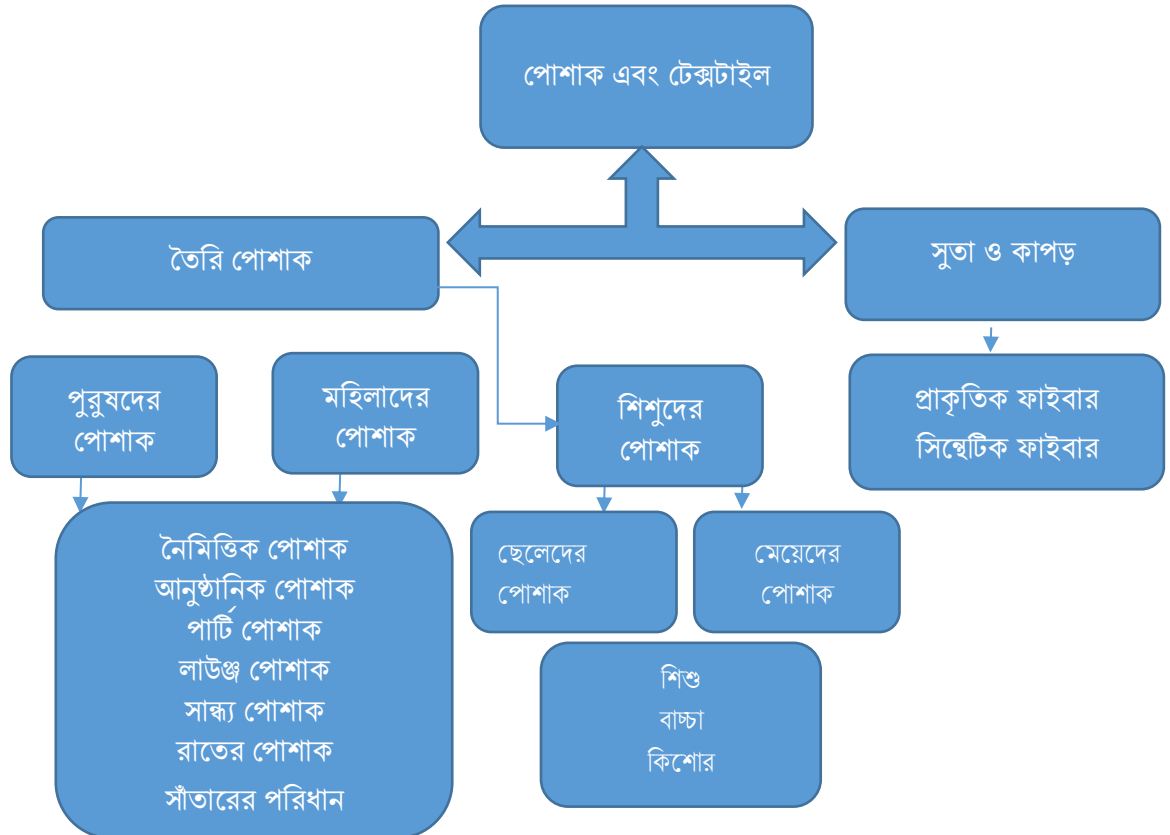 পোশাক এবং টেক্সটাইল
তৈরি পোশাক
সুতা ও কাপড়
পুরুষদের
পোশাক
মহিলাদের
পোশাক
শিশুদের
পোশাক
প্রাকৃতিক ফাইবার
সিন্থেটিক ফাইবার
নৈমিত্তিক পোশাক
আনুষ্ঠানিক পোশাক
পার্টি পোশাক
লাউঞ্জ পোশাক
সান্ধ্য পোশাক
রাতের পোশাক
সাঁতারের পরিধান
ছেলেদের
পোশাক
মেয়েদের
পোশাক
শিশু
বাচ্চা
কিশোর